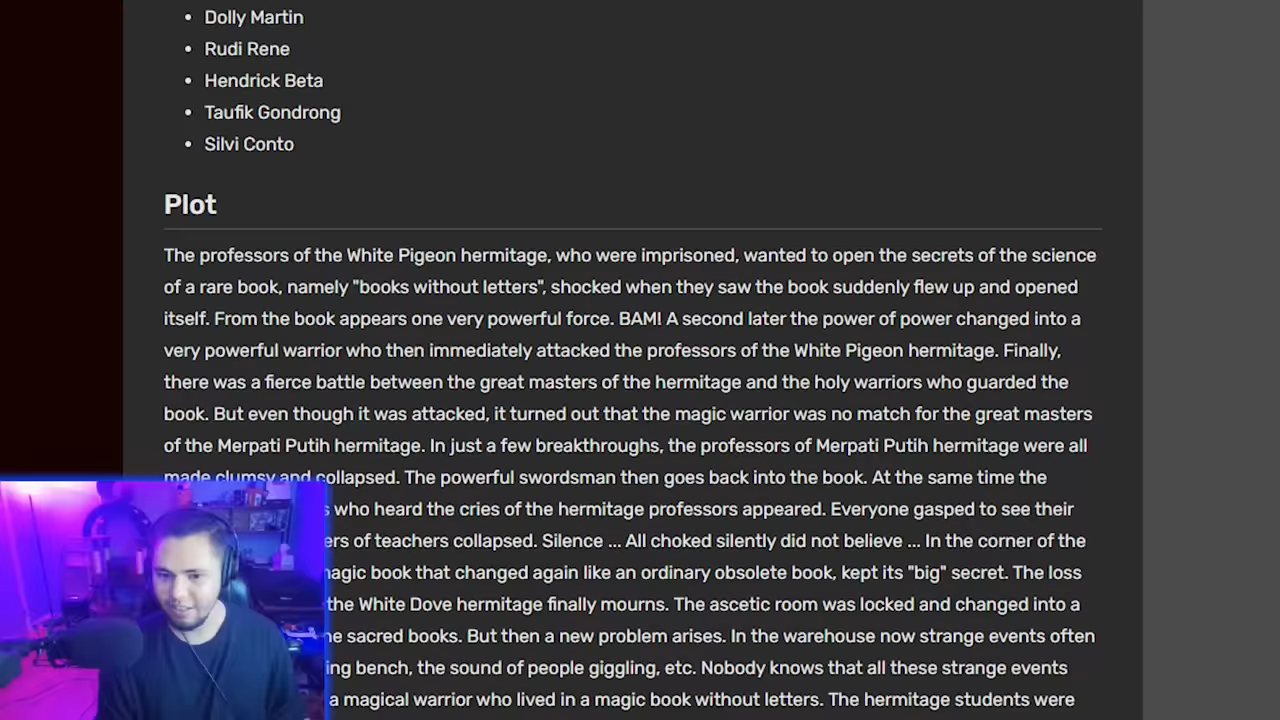 Dolly Martin
Rudi Rene
Hendrick Beta
Taufik Gondrong
Silvi Conto
Plot
The professors of the White Pigeon hermitage, who were imprisoned, wanted to open the secrets of the science
of a rare book, namely "books without letters", shocked when they saw the book suddenly flew up and opened
itself. From the book appears one very powerful force. BAM! A second later the power of power changed into a
very powerful warrior who then immediately attacked the professors of the White Pigeon hermitage. Finally,
there was a fierce battle between the great masters of the hermitage and the holy warriors who guarded the
book. But even though it was attacked, it turned out that the magic warrior was no match for the great masters
of the Merpati Putih hermitage. In just a few breakthroughs, the professors of Merpati Putih hermitage were all
made clumsy and collapsed. The powerful swordsman then goes back into the book. At the same time the
who heard the cries of the hermitage professors appeared. Everyone gasped to see their
of teachers collapsed. Silence ... All choked silently did not believe ... In the corner of the
book that changed again like an ordinary obsolete book, kept its "big" secret. The loss
the White Dove hermitage finally mourns. The ascetic room was locked and changed into a
sacred books. But then a new problem arises. In the warehouse now strange events often
bench, the sound of people giggling, etc. Nobody knows that all these strange events
a magical warrior who lived in a magic book without letters. The hermitage students were